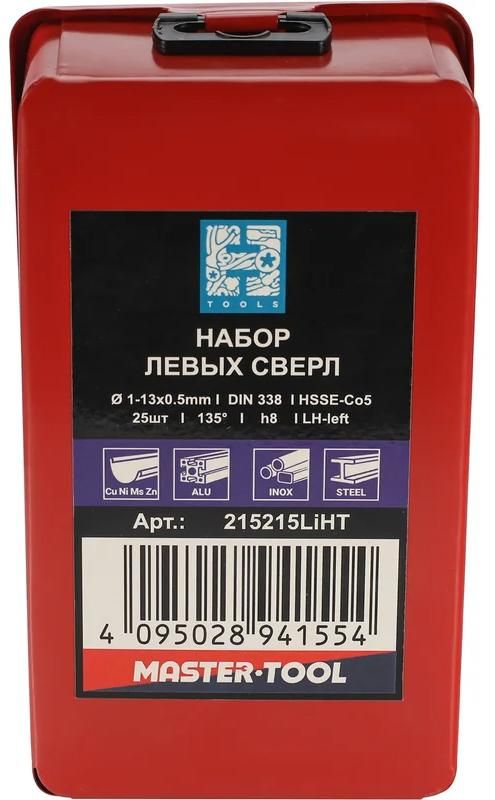 TOOLS
НАБОР
ЛЕВЫХ СВЕРЛ
Ø 1-13x0.5mm I DIN 338 I HSSE-Co5
25шт I 135° I h8 I LH-left
Cu Ni Ms Zn ALU INOX STEEL
Арт.: 215215LiHT
4 095028 941554
MASTER·TOOL